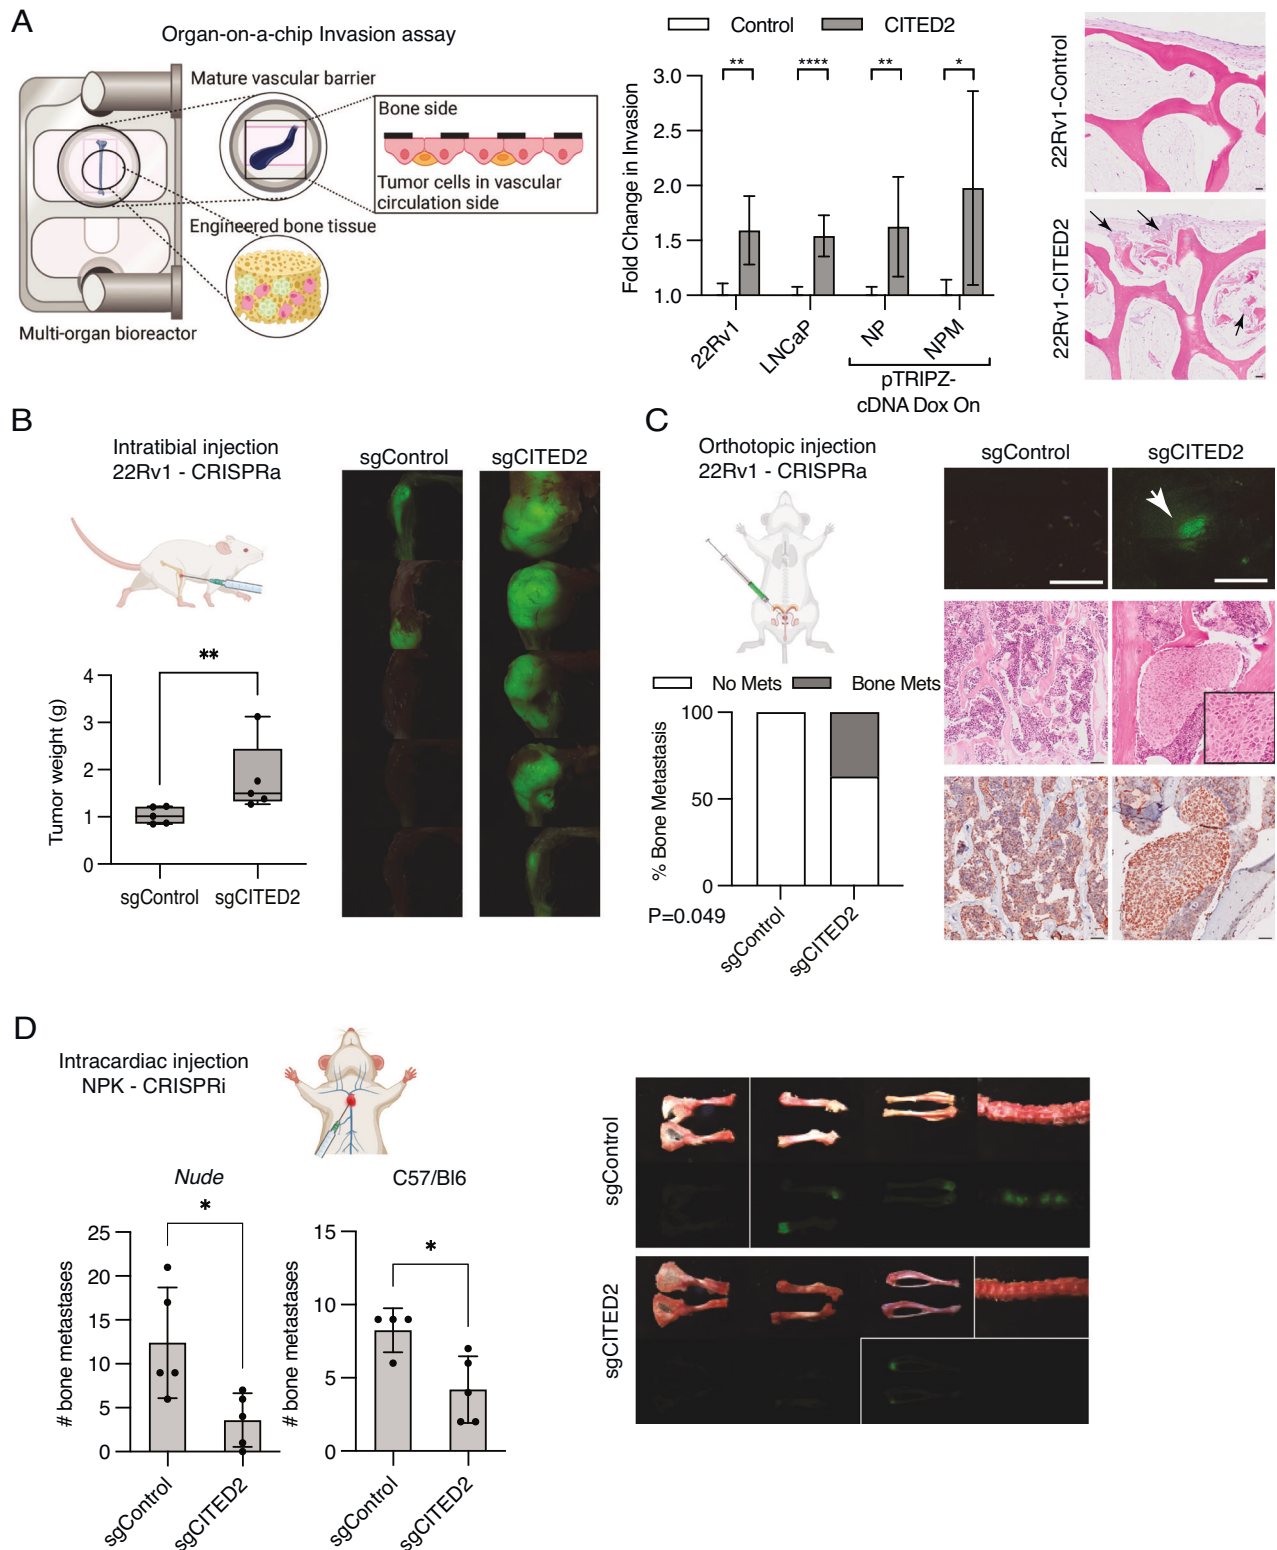 A
Organ-on-a-chip Invasion assay
Mature vascular barrier
Bone side
Tumor cells in vascular
circulation side
Engineered bone tissue
Multi-organ bioreactor
Control
CITED2
Fold Change in Invasion
3.0
2.5
2.0
1.5
1.0
**
****
**
*
22Rv1
LNCaP
NP
NPM
pTRIPZ-
cDNA Dox On
22Rv1-Control
22Rv1-CITED2
B
Intratibial injection
22Rv1 - CRISPRa
sgControl
sgCITED2
**
Tumor weight (g)
4
3
2
1
0
sgControl
sgCITED2
C
Orthotopic injection
22Rv1 - CRISPRa
sgControl
sgCITED2
No Mets
Bone Mets
% Bone Metastasis
100
50
0
P=0.049
sgControl
sgCITED2
D
Intracardiac injection
NPK - CRISPRi
Nude
*
# bone metastases
25
20
15
10
5
0
sgControl
sgCITED2
C57/Bl6
*
# bone metastases
15
10
5
0
sgControl
sgCITED2
sgControl
sgCITED2